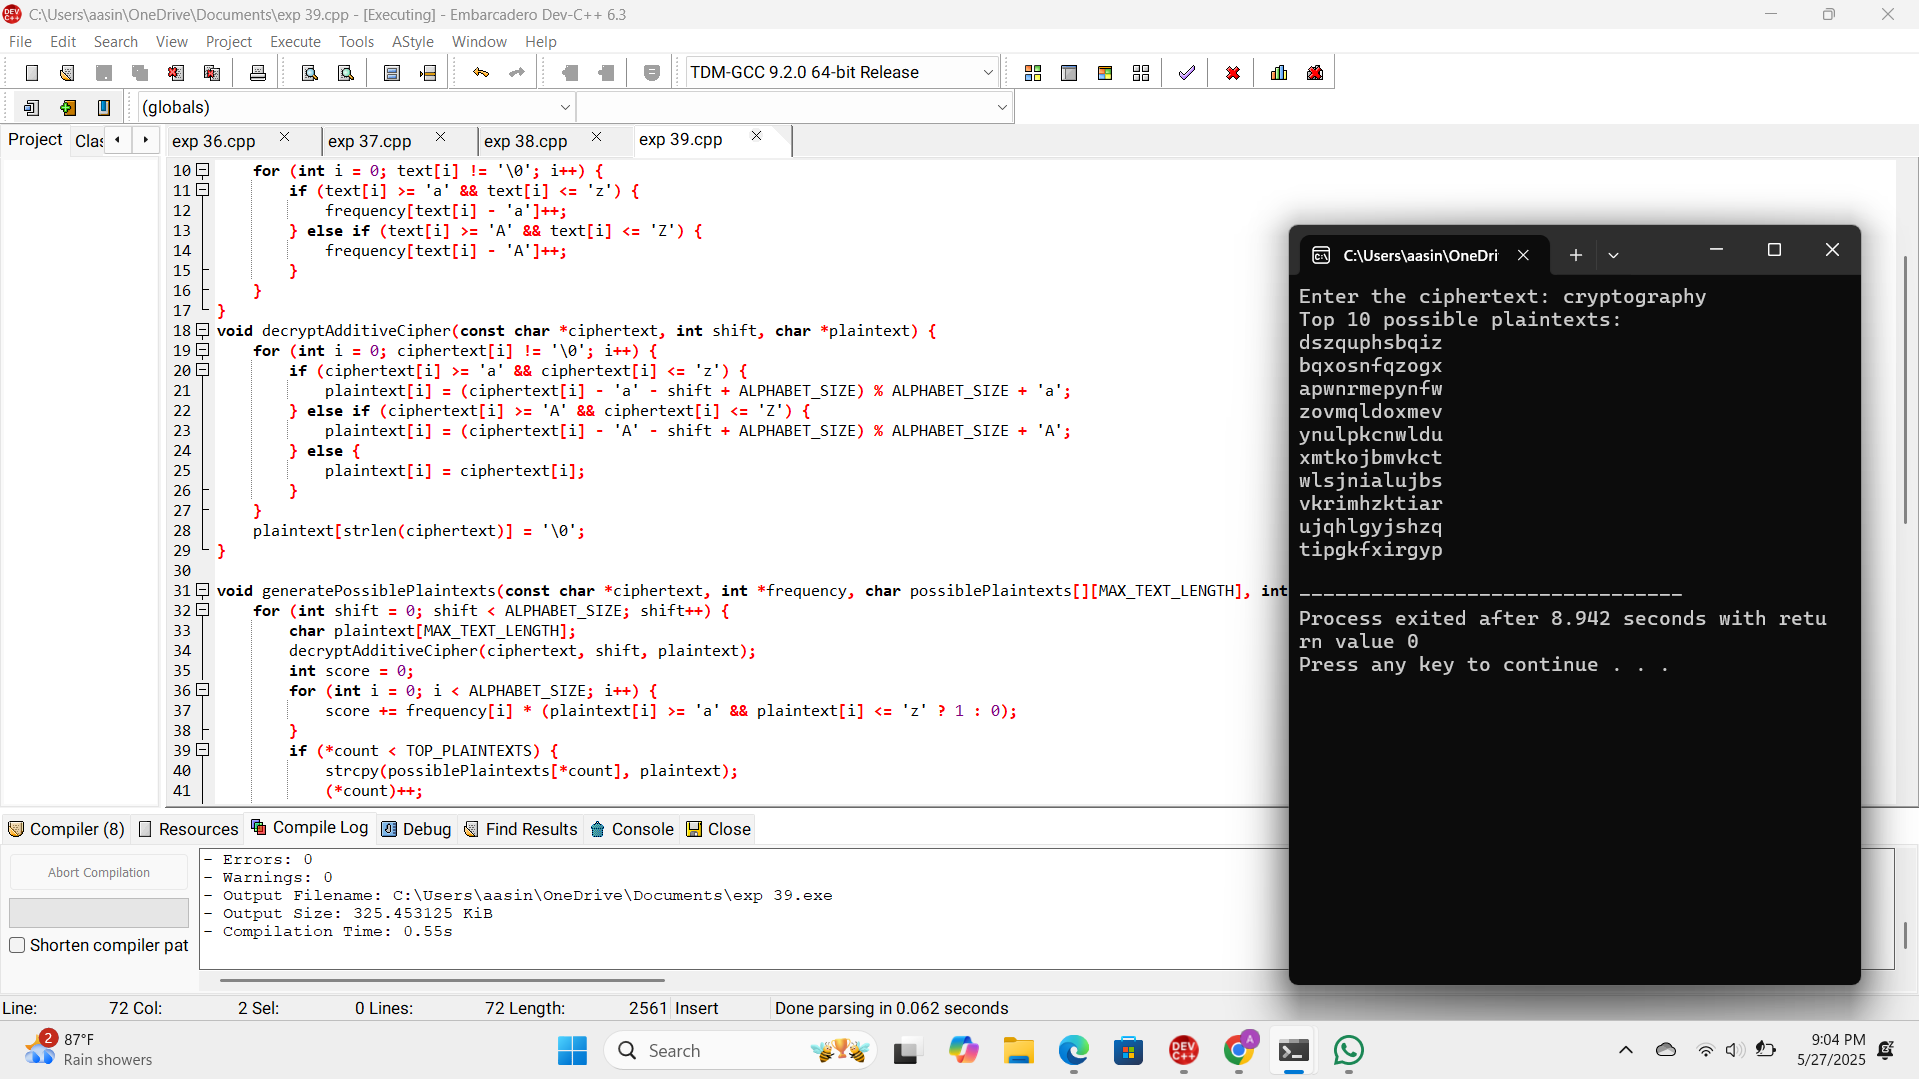 C:\Users\aasin\OneDrive\Documents\exp 39.cpp - [Executing] - Embarcadero Dev-C++ 6.3
File Edit Search View Project Execute Tools AStyle Window Help
TDM-GCC 9.2.0 64-bit Release
(globals)
Project Clas exp 36.cpp exp 37.cpp exp 38.cpp exp 39.cpp
10 for (int i = 0; text[i] != '\0'; i++) {
11 if (text[i] >= 'a' && text[i] <= 'z') {
12 frequency[text[i] - 'a']++;
13 } else if (text[i] >= 'A' && text[i] <= 'Z') {
14 frequency[text[i] - 'A']++;
15 }
16 }
17 }
18 void decryptAdditiveCipher(const char *ciphertext, int shift, char *plaintext) {
19 for (int i = 0; ciphertext[i] != '\0'; i++) {
20 if (ciphertext[i] >= 'a' && ciphertext[i] <= 'z') {
21 plaintext[i] = (ciphertext[i] - 'a' - shift + ALPHABET_SIZE) % ALPHABET_SIZE + 'a';
22 } else if (ciphertext[i] >= 'A' && ciphertext[i] <= 'Z') {
23 plaintext[i] = (ciphertext[i] - 'A' - shift + ALPHABET_SIZE) % ALPHABET_SIZE + 'A';
24 } else {
25 plaintext[i] = ciphertext[i];
26 }
27 }
28 plaintext[strlen(ciphertext)] = '\0';
29 }
30
31 void generatePossiblePlaintexts(const char *ciphertext, int *frequency, char possiblePlaintexts[][MAX_TEXT_LENGTH], int
32 for (int shift = 0; shift < ALPHABET_SIZE; shift++) {
33 char plaintext[MAX_TEXT_LENGTH];
34 decryptAdditiveCipher(ciphertext, shift, plaintext);
35 int score = 0;
36 for (int i = 0; i < ALPHABET_SIZE; i++) {
37 score += frequency[i] * (plaintext[i] >= 'a' && plaintext[i] <= 'z' ? 1 : 0);
38 }
39 if (*count < TOP_PLAINTEXTS) {
40 strcpy(possiblePlaintexts[*count], plaintext);
41 (*count)++;
C:\Users\aasin\OneDri
Enter the ciphertext: cryptography
Top 10 possible plaintexts:
dszquphsbqiz
bqxosnfqzogx
apwnrmepynfw
zovmqldoxmev
ynulpkcnwldu
xmtkojbmvkct
wlsjnialujbs
vkrimhzktiar
ujqhlgyjshzq
tipgkfxirgyp
--------------------------------
Process exited after 8.942 seconds with retu
rn value 0
Press any key to continue . . .
Compiler (8) Resources Compile Log Debug Find Results Console Close
Abort Compilation
Shorten compiler pat
- Errors: 0
- Warnings: 0
- Output Filename: C:\Users\aasin\OneDrive\Documents\exp 39.exe
- Output Size: 325.453125 KiB
- Compilation Time: 0.55s
Line: 72 Col: 2 Sel: 0 Lines: 72 Length: 2561 Insert Done parsing in 0.062 seconds
2
87°F
Rain showers
Search
DEV C++
A
9:04 PM
5/27/2025